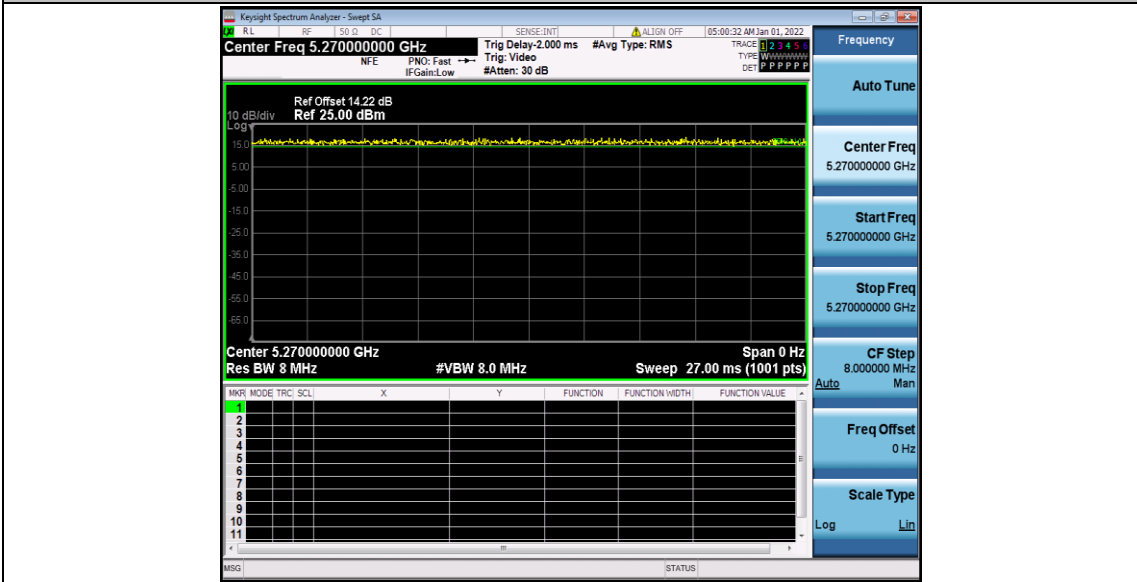 Keysight Spectrum Analyzer - Swept SA
RL RF 50 Ω DC SENSE:INT ALIGN OFF 05:00:32 AM Jan 01, 2022
Center Freq 5.270000000 GHz
NFE PNO: Fast IFGain:Low
Trig Delay-2.000 ms #Avg Type: RMS
Trig: Video
#Atten: 30 dB
TRACE 1 2 3 4 5 6
TYPE WWWWWW
DET P P P P P P
Ref Offset 14.22 dB
10 dB/div Ref 25.00 dBm
Log
15.0
5.00
-5.00
-15.0
-25.0
-35.0
-45.0
-55.0
-65.0
Center 5.270000000 GHz Span 0 Hz
Res BW 8 MHz #VBW 8.0 MHz Sweep 27.00 ms (1001 pts)
MKR MODE TRC SCL X Y FUNCTION FUNCTION WIDTH FUNCTION VALUE
1
2
3
4
5
6
7
8
9
10
11
MSG STATUS
Frequency
Auto Tune
Center Freq
5.270000000 GHz
Start Freq
5.270000000 GHz
Stop Freq
5.270000000 GHz
CF Step
8.000000 MHz
Auto Man
Freq Offset
0 Hz
Scale Type
Log Lin